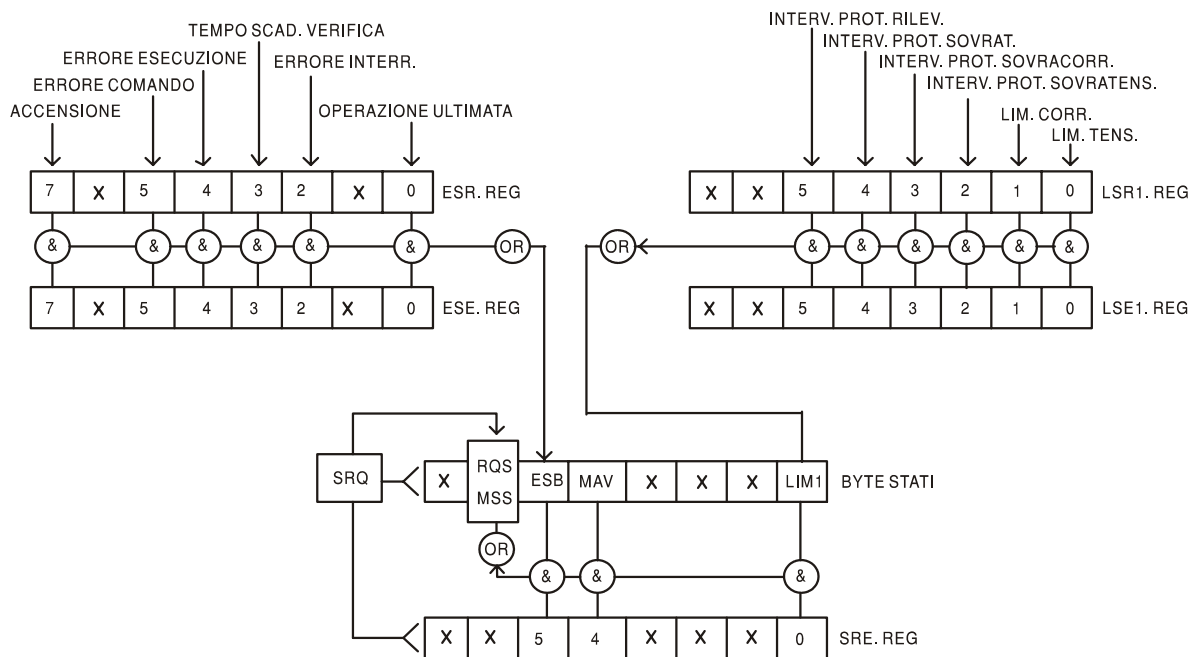 TEMPO SCAD. VERIFICA
ERRORE ESECUZIONE
ERRORE INTERR.
ERRORE COMANDO
ACCENSIONE
OPERAZIONE ULTIMATA
7 X 5 4 3 2 X 0 ESR. REG
& & & & & & OR
7 X 5 4 3 2 X 0 ESE. REG
INTERV. PROT. RILEV.
INTERV. PROT. SOVRAT.
INTERV. PROT. SOVRACORR.
INTERV. PROT. SOVRATENS.
LIM. CORR.
LIM. TENS.
X X 5 4 3 2 1 0 LSR1. REG
OR & & & & & &
X X 5 4 3 2 1 0 LSE1. REG
SRQ
X RQS ESB MAV X X X LIM1 BYTE STATI
MSS
OR
& & &
X X 5 4 X X X 0 SRE. REG